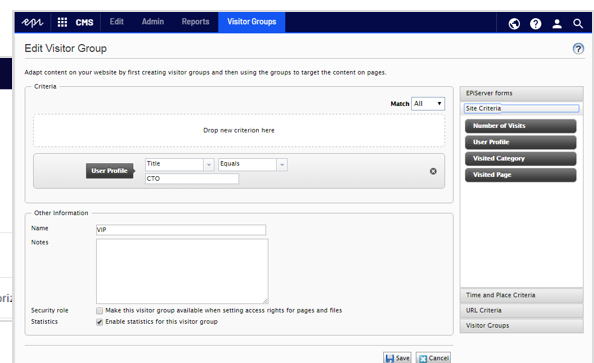 epi CMS Edit Admin Reports Visitor Groups
Edit Visitor Group
Adapt content on your website by first creating visitor groups and then using the groups to target the content on pages.
Criteria
Match All
Drop new criterion here
User Profile Title Equals
CTO
Other Information
Name VIP
Notes
Security role Make this visitor group available when setting access rights for pages and files
Statistics Enable statistics for this visitor group
Save Cancel
EPiServer forms
Site Criteria
Number of Visits
User Profile
Visited Category
Visited Page
Time and Place Criteria
URL Criteria
Visitor Groups